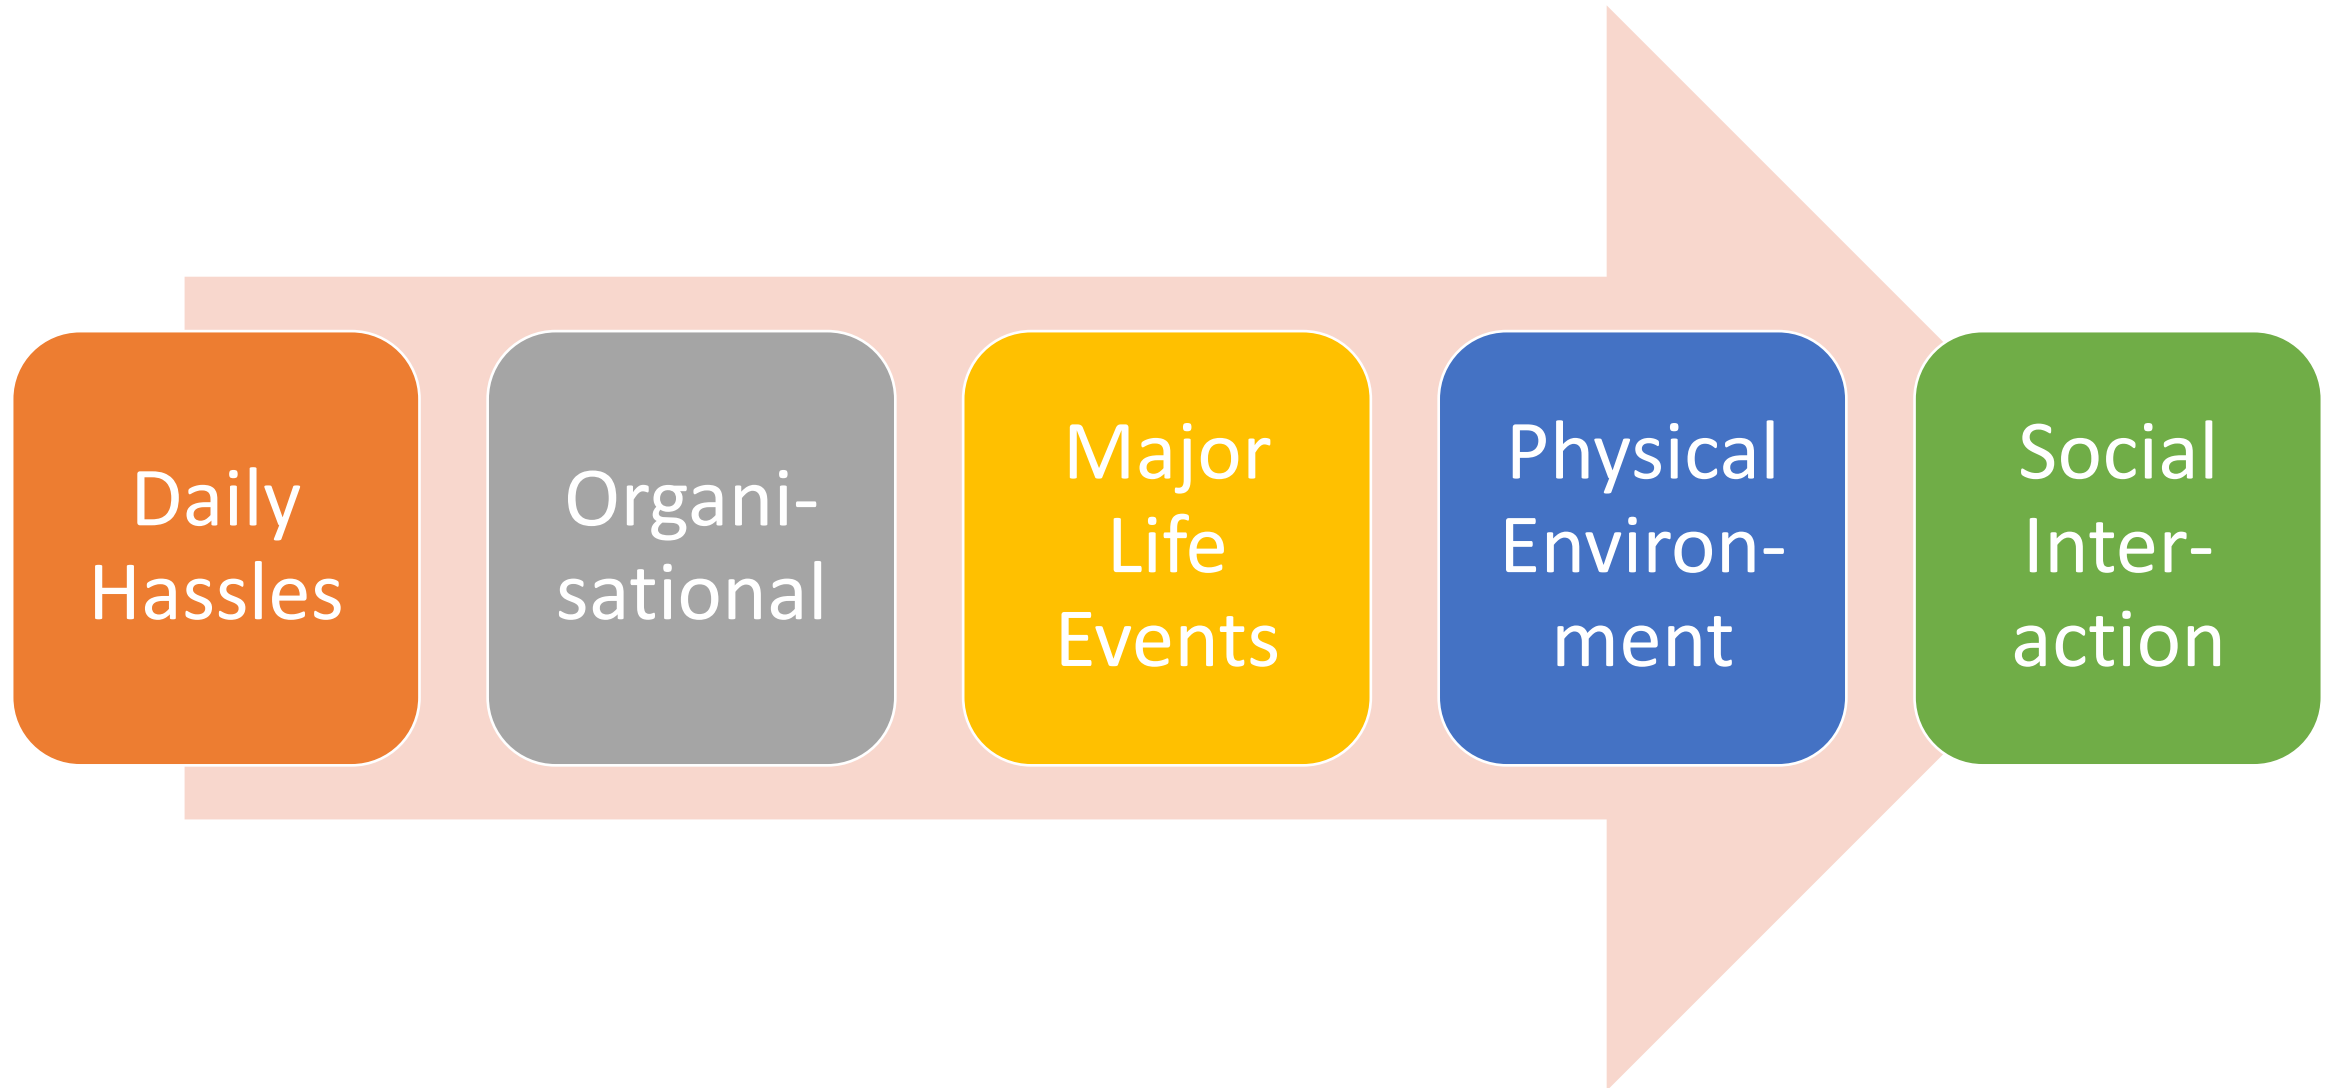 Daily
Hassles
Organi-
sational
Major
Life
Events
Physical
Environ-
ment
Social
Inter-
action